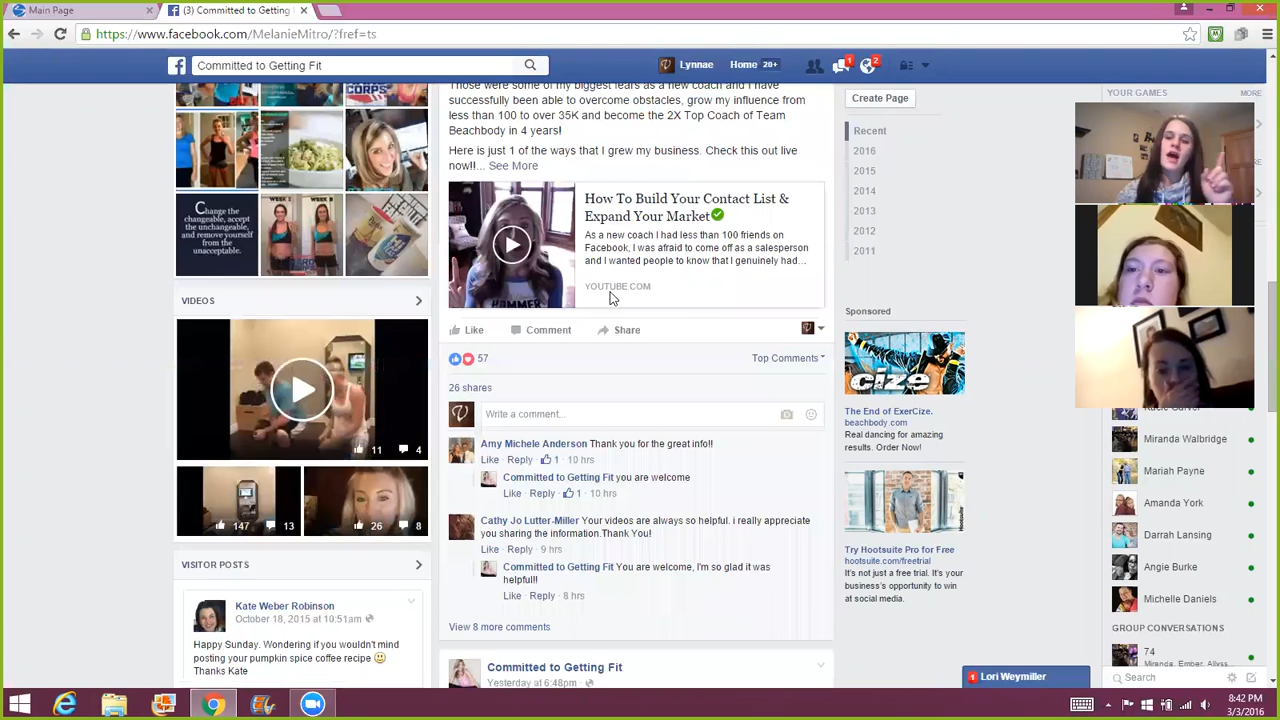 Main Page
(3) Committed to Getting
https://www.facebook.com/MelanieMitro/?fref=ts
Committed to Getting Fit
Lynnae
Home 20+
1
2
CORPS
Change the
changeable, accept
the unchangeable,
and remove yourself
from the
unacceptable.
WEEK 1
VIDEOS
11 4
147 13
26 8
VISITOR POSTS
Kate Weber Robinson
October 18, 2015 at 10:51am
Happy Sunday. Wondering if you wouldn't mind
posting your pumpkin spice coffee recipe
Thanks Kate
Those were some of my biggest fears as a new coach and I have
successfully been able to overcome obstacles, grow my influence from
less than 100 to over 35K and become the 2X Top Coach of Team
Beachbody in 4 years!
Here is just 1 of the ways that I grew my business. Check this out live
now!!... See More
HAMMER
How To Build Your Contact List &
Expand Your Market
As a new coach I had less than 100 friends on
Facebook, I was afraid to come off as a salesperson
and I wanted people to know that I genuinely had...
YOUTUBE.COM
Like Comment Share
57
Top Comments
26 shares
Write a comment...
Amy Michele Anderson Thank you for the great info!!
Like · Reply · 1 · 10 hrs
Committed to Getting Fit you are welcome
Like · Reply · 1 · 10 hrs
Cathy Jo Lutter-Miller Your videos are always so helpful. i really appreciate
you sharing the information.Thank You!
Like · Reply · 9 hrs
Committed to Getting Fit You are welcome, I'm so glad it was
helpful!!
Like · Reply · 8 hrs
View 8 more comments
Committed to Getting Fit
Yesterday at 6:48pm
Create Page
Recent
2016
2015
2014
2013
2012
2011
Sponsored
cize
The End of ExerCize.
beachbody.com
Real dancing for amazing
results. Order Now!
Try Hootsuite Pro for Free
hootsuite.com/freetrial
It's not just a free trial. It's your
business's opportunity to win
at social media.
YOUR GAMES MORE
Miranda Walbridge
Mariah Payne
Amanda York
Darrah Lansing
Angie Burke
Michelle Daniels
GROUP CONVERSATIONS
74
Search
1 Lori Weymiller
8:42 PM
3/3/2016